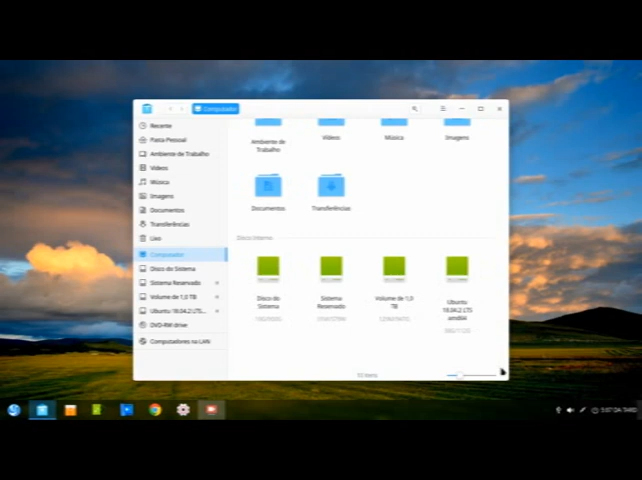 Computador
Recente
Pasta Pessoal
Ambiente de Trabalho
Vídeos
Música
Imagens
Documentos
Transferências
Lixo
Computador
Disco do Sistema
Sistema Reservado
Volume de 1,0 TB
Ubuntu 18.04.2 LTS...
DVD-RW drive
Computadores na LAN
Ambiente de
Trabalho
Vídeos
Música
Imagens
Documentos
Transferências
Disco Interno
Disco do
Sistema
Sistema
Reservado
Volume de 1,0
TB
Ubuntu
18.04.2 LTS
amd64
10 itens